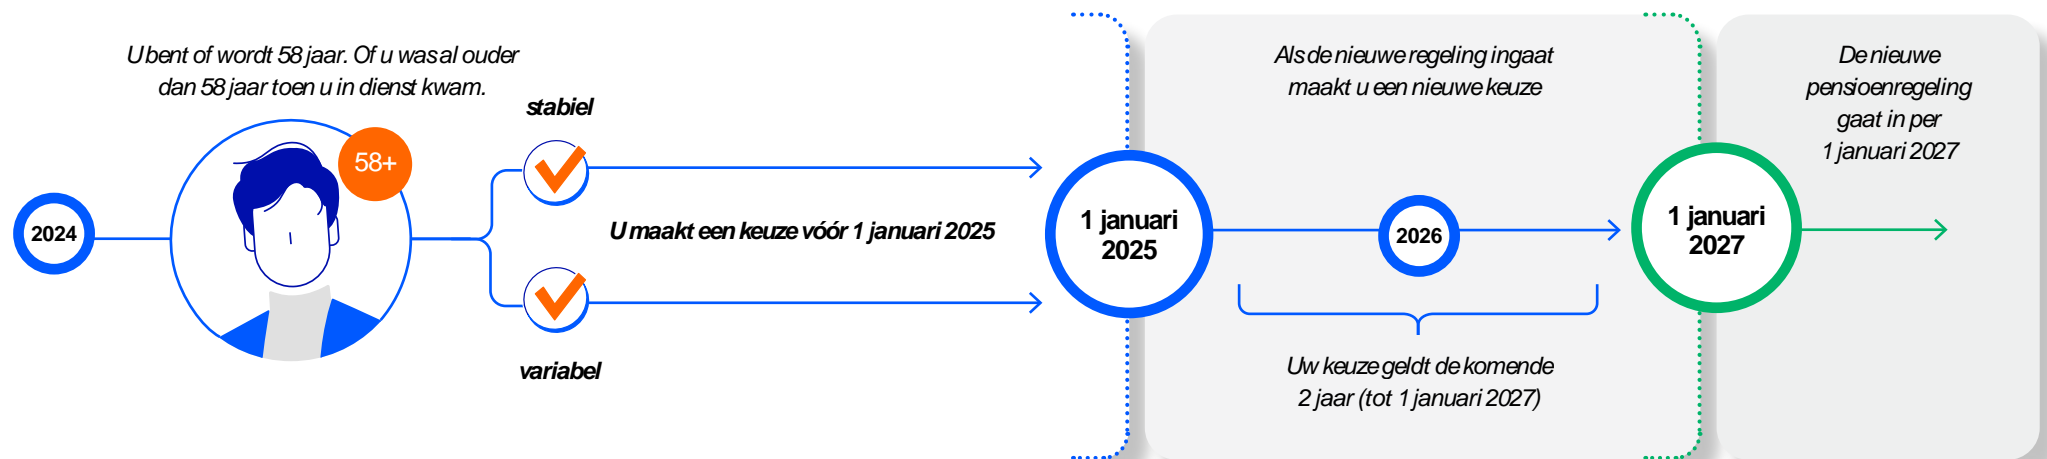 U bent of wordt 58 jaar. Of u was al ouder
dan 58 jaar toen u in dienst kwam.
58+
2024
stabiel
U maakt een keuze vóór 1 januari 2025
variabel
1 januari
2025
Als de nieuwe regeling ingaat
maakt u een nieuwe keuze
2026
Uw keuze geldt de komende
2 jaar (tot 1 januari 2027)
1 januari
2027
De nieuwe
pensioenregeling
gaat in per
1 januari 2027